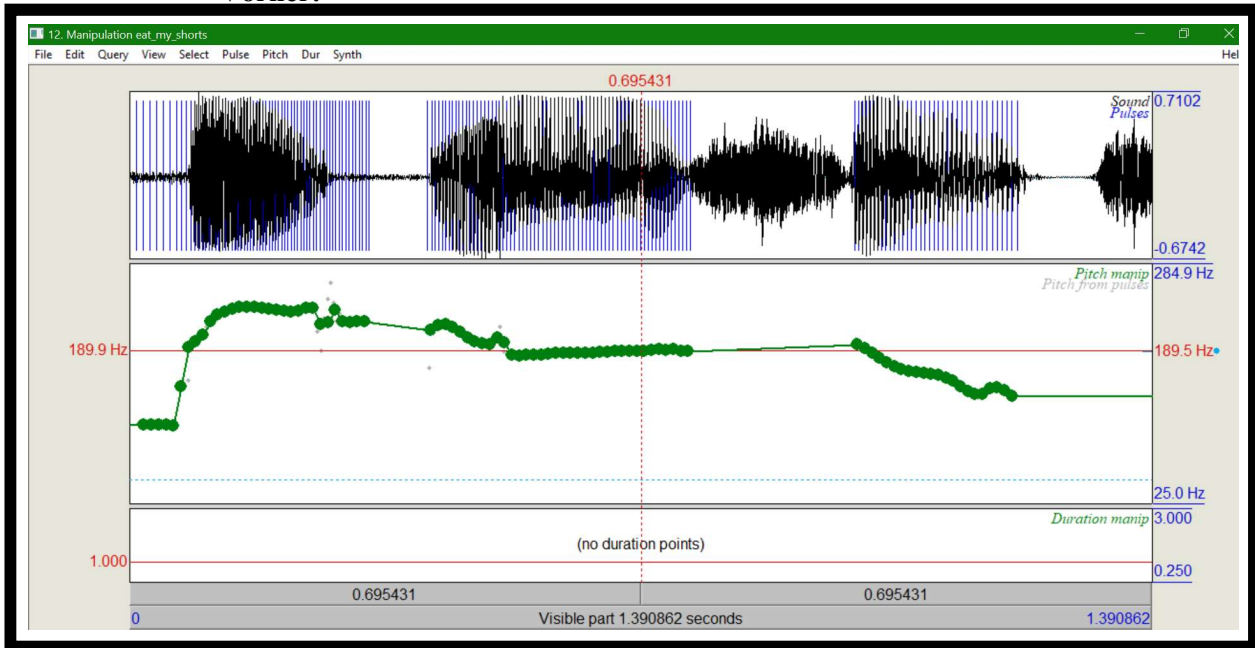 12. Manipulation eat_my_shorts
File Edit Query View Select Pulse Pitch Dur Synth Hel
0.695431
Sound 0.7102
Pulses
-0.6742
Pitch manip 284.9 Hz
Pitch from pulses
189.9 Hz 189.5 Hz
25.0 Hz
Duration manip 3.000
(no duration points)
1.000
0.250
0.695431 0.695431
0 Visible part 1.390862 seconds 1.390862